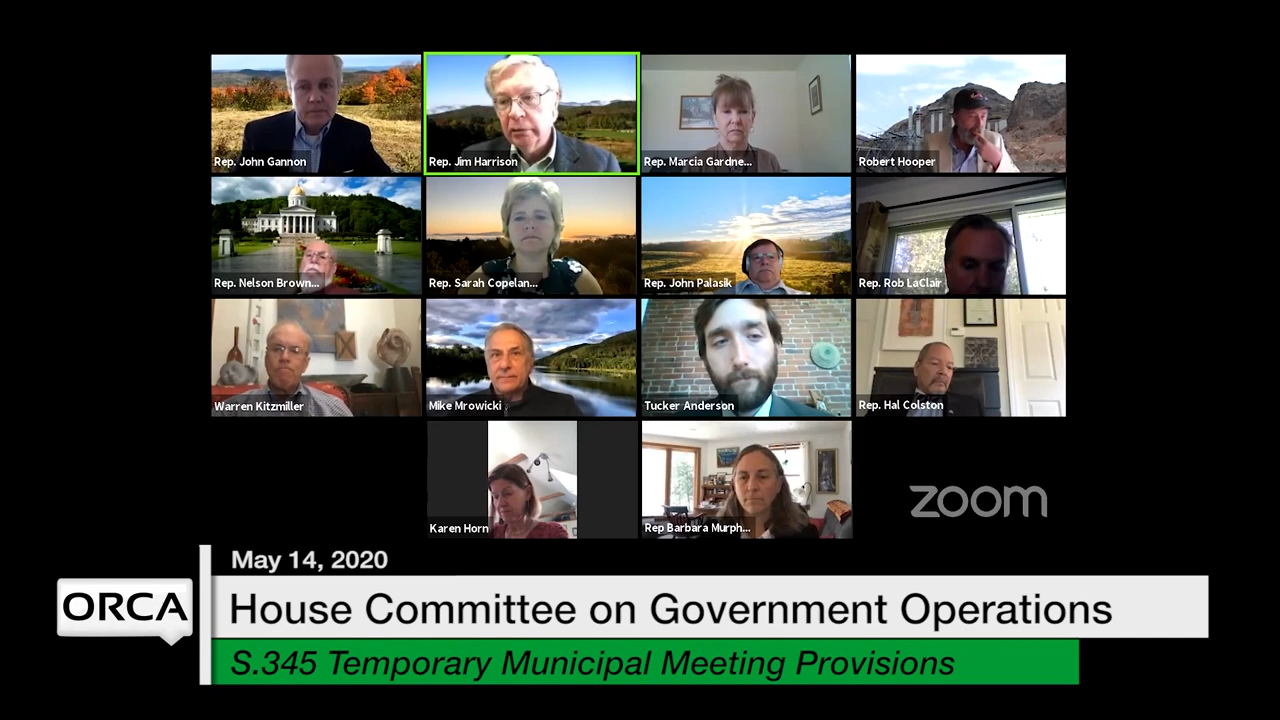 Rep. John Gannon
Rep. Jim Harrison
Rep. Marcia Gardne...
Robert Hooper
Rep. Nelson Brown...
Rep. Sarah Copelan...
Rep. John Palasik
Rep. Rob LaClair
Warren Kitzmiller
Mike Mrowicki
Tucker Anderson
Rep. Hal Colston
Karen Horn
Rep Barbara Murph...
zoom
May 14, 2020
ORCA
House Committee on Government Operations
S.345 Temporary Municipal Meeting Provisions